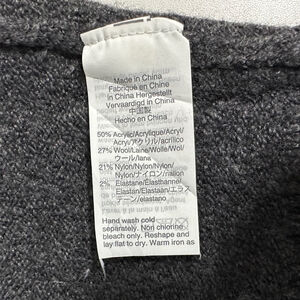 Made in China
Fabriqué en Chine
in China Hergestellt
Vervaardigd in China
中国製
Hecho en China
50% Acrylic/Acrylique/Acryl/
Acryl/アクリル/acrílico
27% Wool/Laine/Wolle/Wol/
ウール/lana
21% Nylon/Nylon/Nylon/
Nylon/ナイロン/nailon
2% Elastane/Élasthanne/
Elastan/Elastaan/エラス
テーン/elastano
Hand wash cold
separately. Non chlorine
bleach only. Reshape and
lay flat to dry. Warm iron as